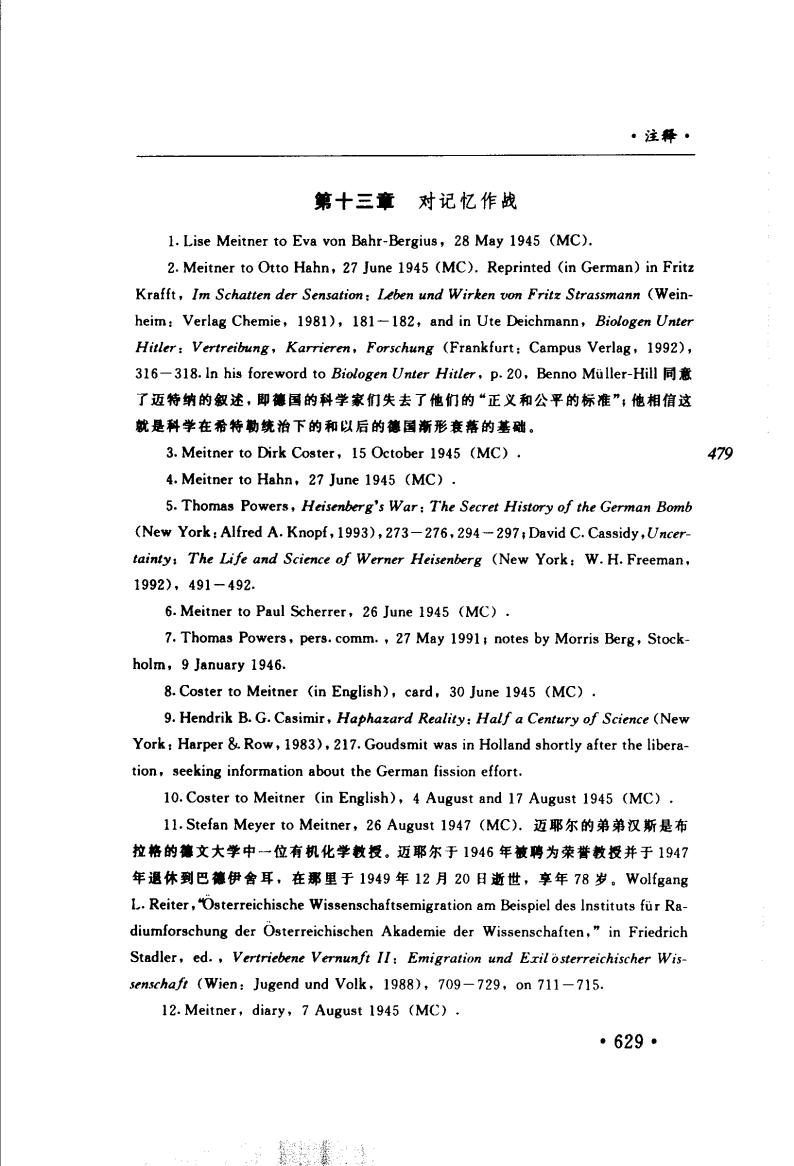 ·注释·
第十三章 对记忆作战
1. Lise Meitner to Eva von Bahr-Bergius, 28 May 1945 (MC).
2. Meitner to Otto Hahn, 27 June 1945 (MC). Reprinted (in German) in Fritz
Krafft, Im Schatten der Sensation: Leben und Wirken von Fritz Strassmann (Wein-
heim: Verlag Chemie, 1981), 181—182, and in Ute Deichmann, Biologen Unter
Hitler: Vertreibung, Karrieren, Forschung (Frankfurt: Campus Verlag, 1992),
316—318. In his foreword to Biologen Unter Hitler, p. 20, Benno Müller-Hill 同意
了迈特纳的叙述,即德国的科学家们失去了他们的“正义和公平的标准”;他相信这
就是科学在希特勒统治下的和以后的德国渐形衰落的基础。
3. Meitner to Dirk Coster, 15 October 1945 (MC).
479
4. Meitner to Hahn, 27 June 1945 (MC).
5. Thomas Powers, Heisenberg's War: The Secret History of the German Bomb
(New York: Alfred A. Knopf, 1993), 273—276, 294—297; David C. Cassidy, Uncer-
tainty: The Life and Science of Werner Heisenberg (New York: W. H. Freeman,
1992), 491—492.
6. Meitner to Paul Scherrer, 26 June 1945 (MC).
7. Thomas Powers, pers. comm., 27 May 1991; notes by Morris Berg, Stock-
holm, 9 January 1946.
8. Coster to Meitner (in English), card, 30 June 1945 (MC).
9. Hendrik B. G. Casimir, Haphazard Reality: Half a Century of Science (New
York: Harper & Row, 1983), 217. Goudsmit was in Holland shortly after the libera-
tion, seeking information about the German fission effort.
10. Coster to Meitner (in English), 4 August and 17 August 1945 (MC).
11. Stefan Meyer to Meitner, 26 August 1947 (MC). 迈耶尔的弟弟汉斯是布
拉格的德文大学中一位有机化学教授。迈耶尔于 1946 年被聘为荣誉教授并于 1947
年退休到巴德伊舍耳,在那里于 1949 年 12 月 20 日逝世,享年 78 岁。Wolfgang
L. Reiter, “Österreichische Wissenschaftsemigration am Beispiel des Instituts für Ra-
diumforschung der Österreichischen Akademie der Wissenschaften,” in Friedrich
Stadler, ed., Vertriebene Vernunft II: Emigration und Exil österreichischer Wis-
senschaft (Wien: Jugend und Volk, 1988), 709—729, on 711—715.
12. Meitner, diary, 7 August 1945 (MC).
·629·